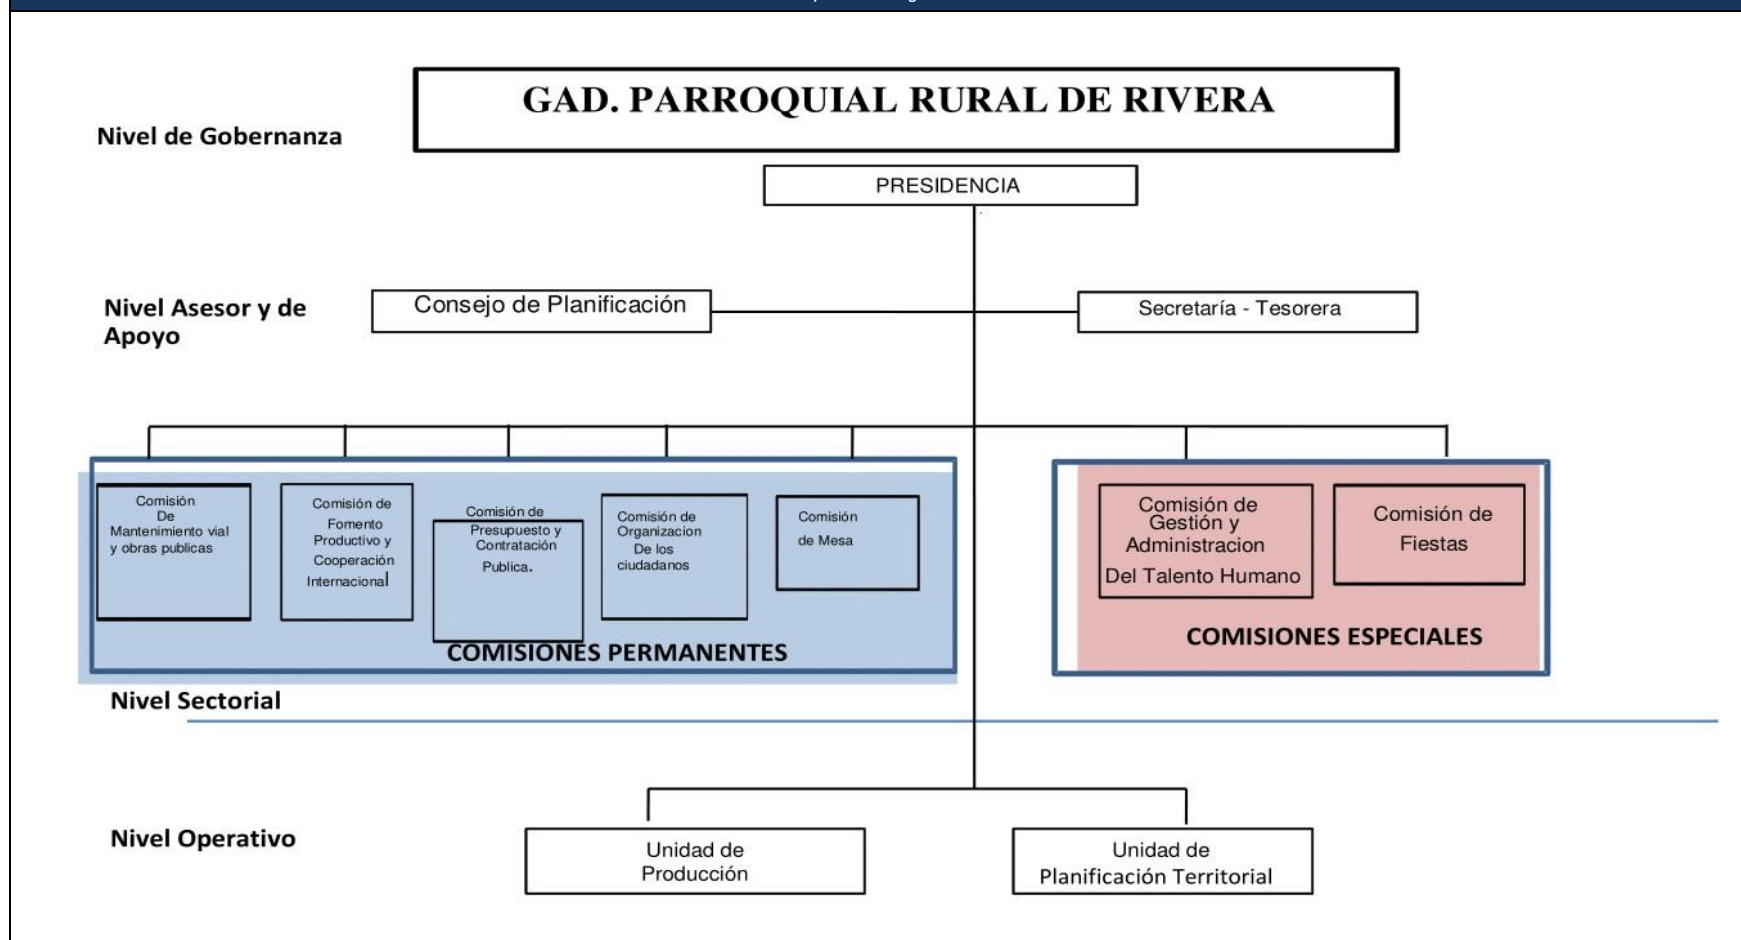 GAD. PARROQUIAL RURAL DE RIVERA
Nivel de Gobernanza
PRESIDENCIA
Nivel Asesor y de
Apoyo
Consejo de Planificación
Secretaría - Tesorera
Comisión
De
Mantenimiento vial
y obras publicas
Comisión de
Fomento
Productivo y
Cooperación
Internacional
Comisión de
Presupuesto y
Contratación
Publica.
Comisión de
Organizacion
De los
ciudadanos
Comisión
de Mesa
COMISIONES PERMANENTES
Comisión de
Gestión y
Administracion
Del Talento Humano
Comisión de
Fiestas
COMISIONES ESPECIALES
Nivel Sectorial
Nivel Operativo
Unidad de
Producción
Unidad de
Planificación Territorial